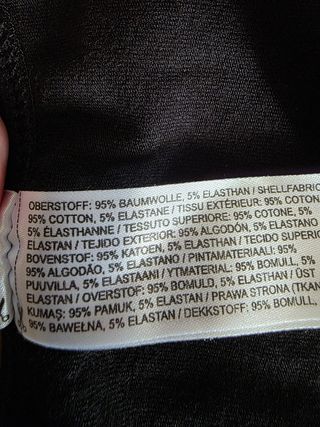 OBERSTOFF: 95% BAUMWOLLE, 5% ELASTHAN / SHELLFABRIC
95% COTTON, 5% ELASTANE / TISSU EXTÉRIEUR: 95% COTON
5% ÉLASTHANNE / TESSUTO SUPERIORE: 95% COTONE, 5%
ELASTAN / TEJIDO EXTERIOR: 95% ALGODÓN, 5% ELASTANO
BOVENSTOF: 95% KATOEN, 5% ELASTHAN / TECIDO SUPERIO
95% ALGODÃO, 5% ELASTANO / PINTAMATERIAALI: 95%
PUUVILLA, 5% ELASTAANI / YTMATERIAL: 95% BOMULL, 5%
ELASTAN / OVERSTOF: 95% BOMULD, 5% ELASTHAN / ÜST
KUMAŞ: 95% PAMUK, 5% ELASTAN / PRAWA STRONA (TKAN
95% BAWEŁNA, 5% ELASTAN / DEKKSTOFF: 95% BOMULL,